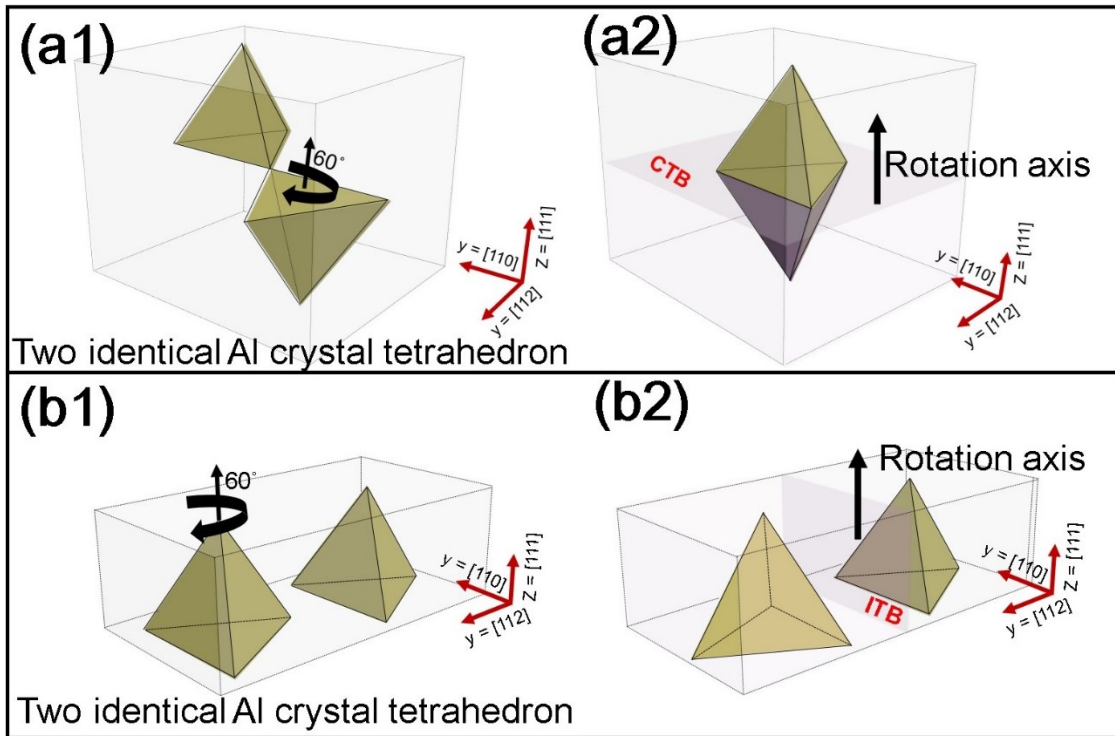 (a1)
60°
y = [110]
Z = [111]
y = [112]
Two identical Al crystal tetrahedron
(a2)
CTB
Rotation axis
y = [110]
Z = [111]
y = [112]
(b1)
60°
y = [110]
Z = [111]
y = [112]
Two identical Al crystal tetrahedron
(b2)
Rotation axis
ITB
y = [110]
Z = [111]
y = [112]